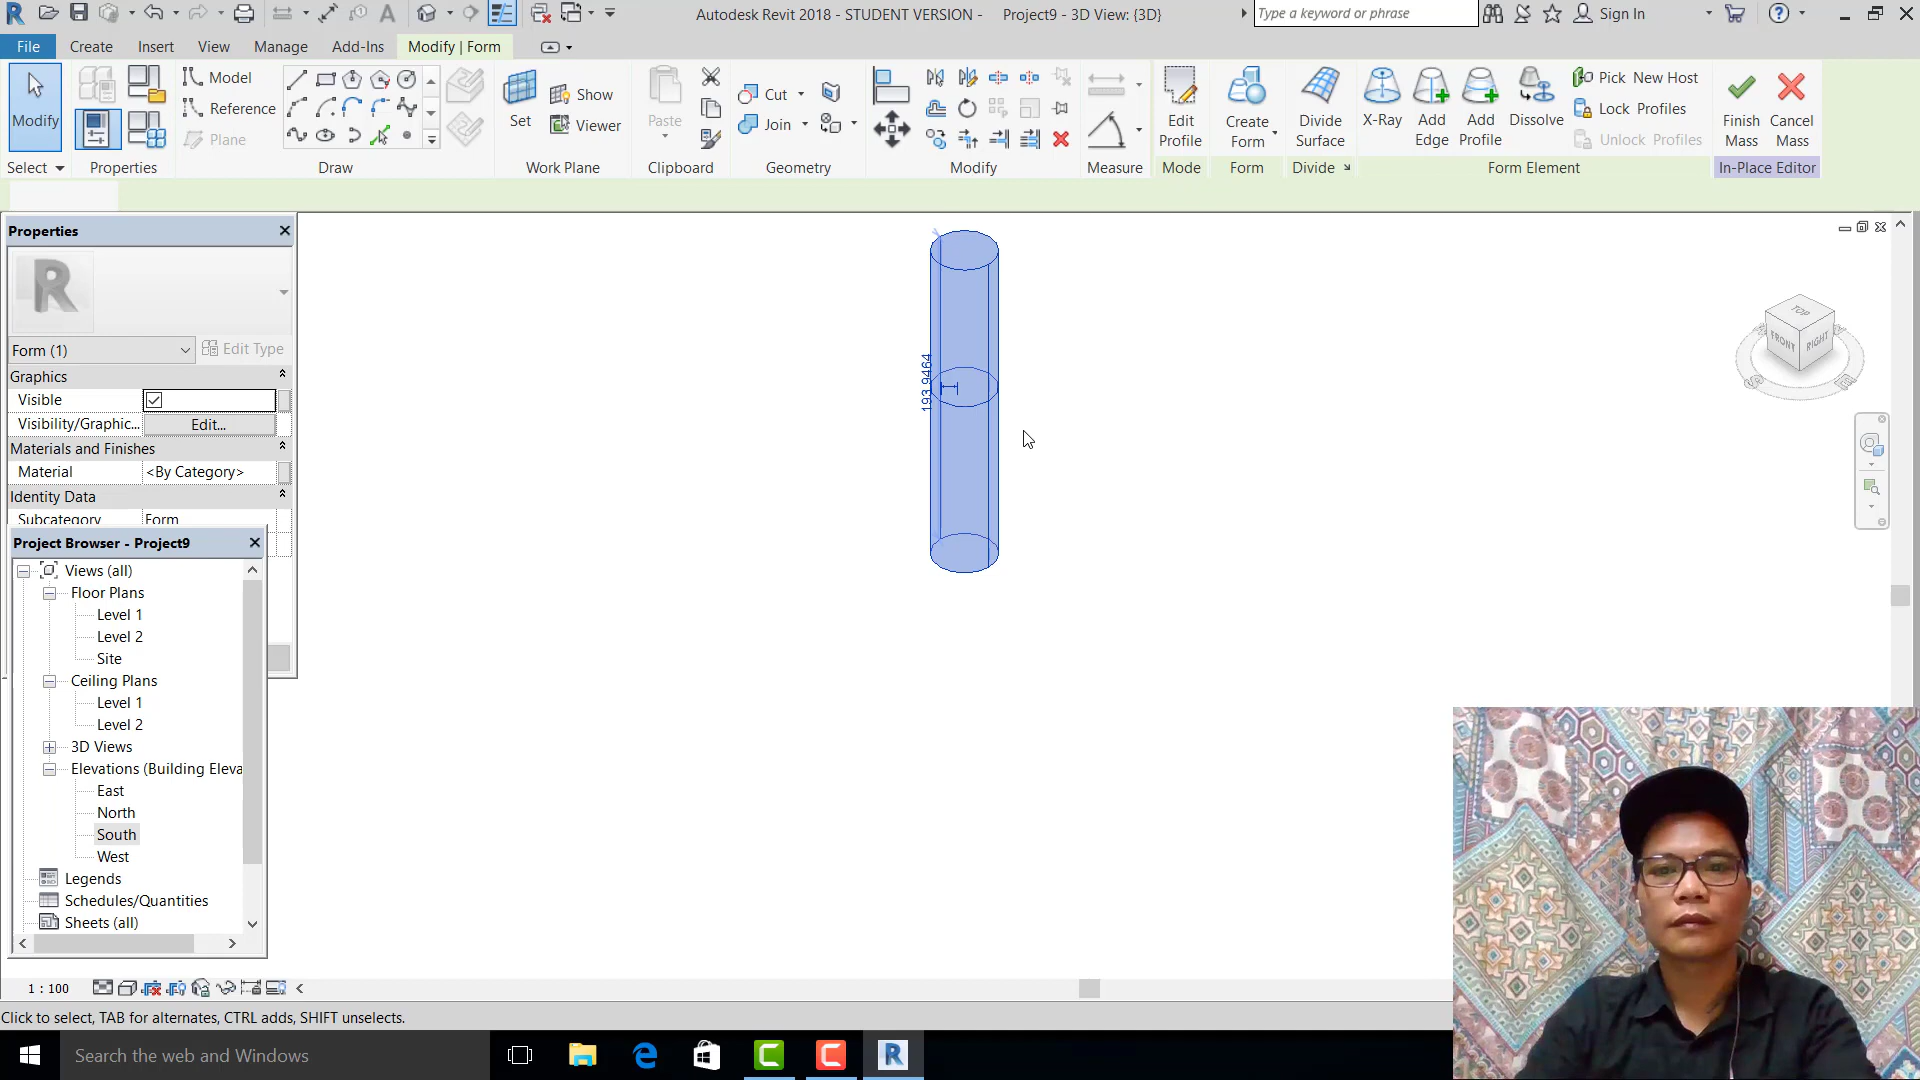 Autodesk Revit 2018 - STUDENT VERSION - Project9 - 3D View: {3D}
Type a keyword or phrase
Sign In
File Create Insert View Manage Add-Ins Modify | Form
Modify
Select
Properties
Model
Reference
Plane
Draw
Set
Show
Viewer
Work Plane
Paste
Clipboard
Cut
Join
Geometry
Modify
Measure
Edit
Profile
Mode
Create
Form
Form
Divide
Surface
Divide
X-Ray
Add
Edge
Add
Profile
Dissolve
Pick New Host
Lock Profiles
Unlock Profiles
Form Element
Finish
Mass
Cancel
Mass
In-Place Editor
Properties
Form (1)
Edit Type
Graphics
Visible
Visibility/Graphic... Edit...
Materials and Finishes
Material <By Category>
Identity Data
Subcategory Form
Project Browser - Project9
Views (all)
Floor Plans
Level 1
Level 2
Site
Ceiling Plans
Level 1
Level 2
3D Views
Elevations (Building Eleva
East
North
South
West
Legends
Schedules/Quantities
Sheets (all)
193.9464
TOP
FRONT
RIGHT
1 : 100
Click to select, TAB for alternates, CTRL adds, SHIFT unselects.
Search the web and Windows